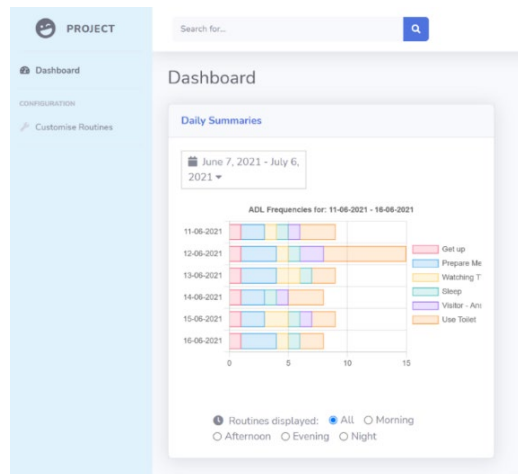 PROJECT
Search for...
Dashboard
Dashboard
CONFIGURATION
Customise Routines
Daily Summaries
June 7, 2021 - July 6,
2021
ADL Frequencies for: 11-06-2021 - 16-06-2021
11-06-2021
12-06-2021
13-06-2021
14-06-2021
15-06-2021
16-06-2021
0 5 10 15
Get up
Prepare Me
Watching T
Sleep
Visitor - An
Use Toilet
Routines displayed: All Morning
Afternoon Evening Night